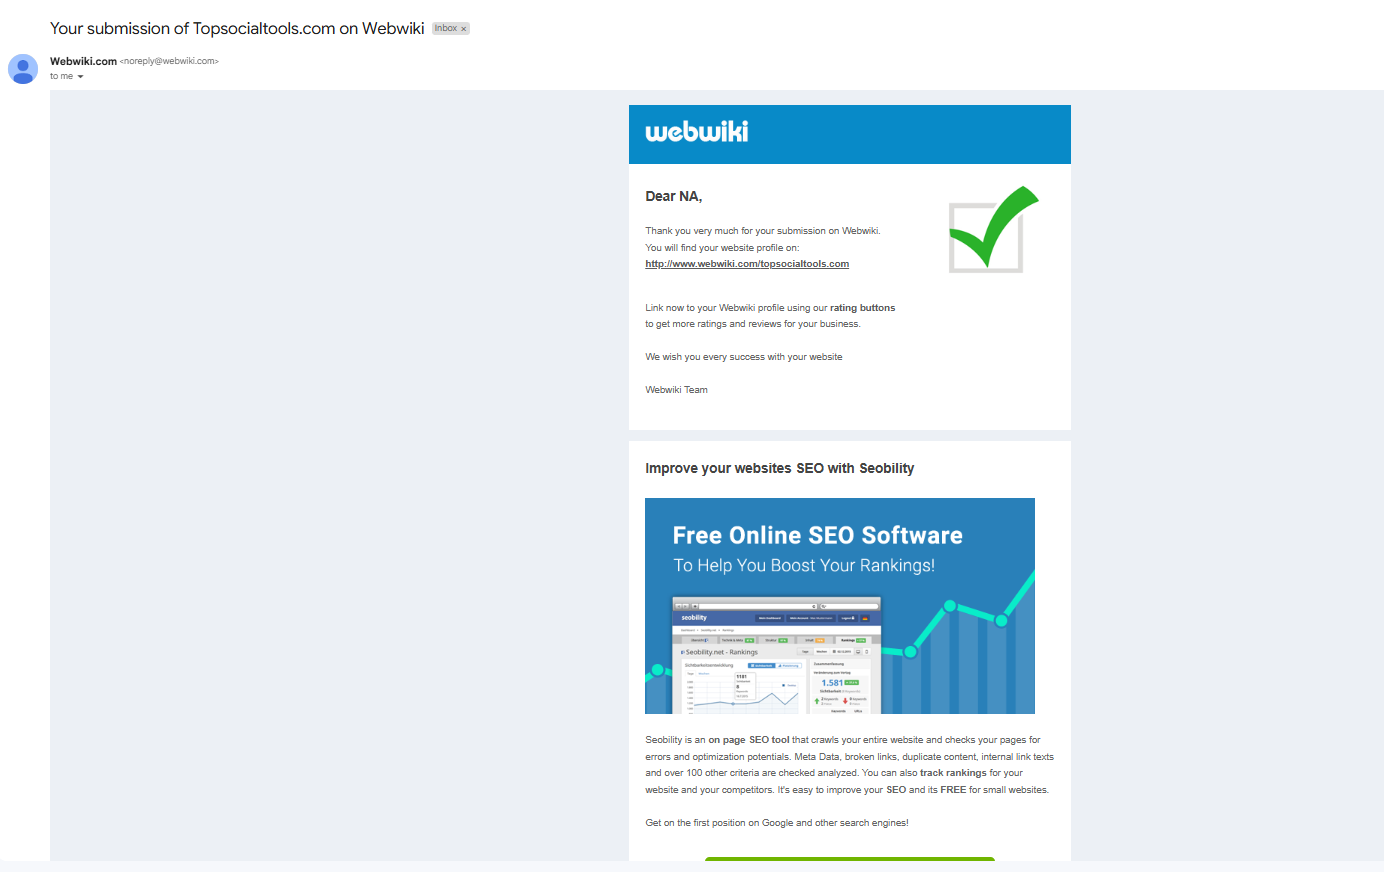 Your submission of Topsocialtools.com on Webwiki Inbox ×
Webwiki.com <noreply@webwiki.com>
to me
webwiki
Dear NA,
Thank you very much for your submission on Webwiki.
You will find your website profile on:
http://www.webwiki.com/topsocialtools.com
Link now to your Webwiki profile using our rating buttons
to get more ratings and reviews for your business.
We wish you every success with your website
Webwiki Team
Improve your websites SEO with Seobility
Free Online SEO Software
To Help You Boost Your Rankings!
seobility
Rankings
Seobility.net - Rankings
Sichtbarkeitsentwicklung
Zusammenfassung
1151
8
1.581
Seobility is an on page SEO tool that crawls your entire website and checks your pages for
errors and optimization potentials. Meta Data, broken links, duplicate content, internal link texts
and over 100 other criteria are checked analyzed. You can also track rankings for your
website and your competitors. It's easy to improve your SEO and its FREE for small websites.
Get on the first position on Google and other search engines!